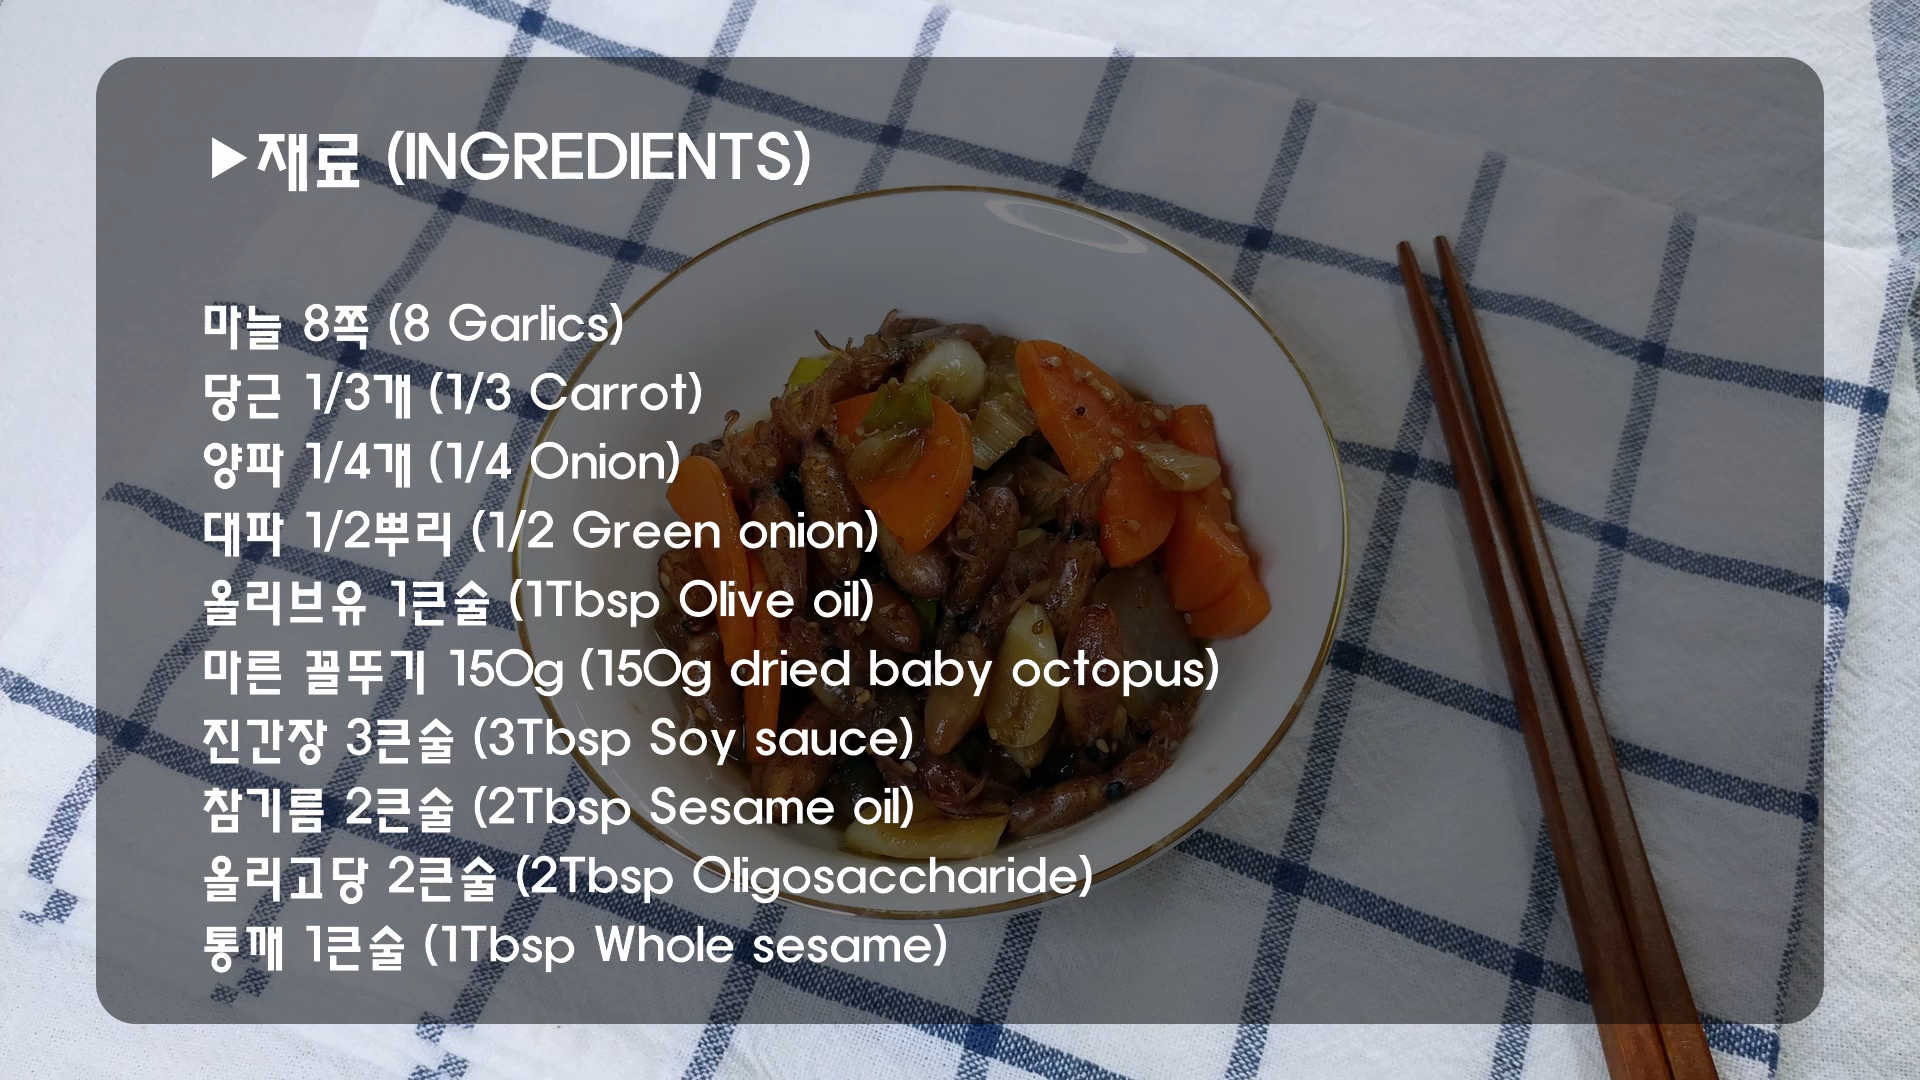 ▶재료 (INGREDIENTS)
마늘 8쪽 (8 Garlics)
당근 1/3개 (1/3 Carrot)
양파 1/4개 (1/4 Onion)
대파 1/2뿌리 (1/2 Green onion)
올리브유 1큰술 (1Tbsp Olive oil)
마른 꼴뚜기 150g (150g dried baby octopus)
진간장 3큰술 (3Tbsp Soy sauce)
참기름 2큰술 (2Tbsp Sesame oil)
올리고당 2큰술 (2Tbsp Oligosaccharide)
통깨 1큰술 (1Tbsp Whole sesame)